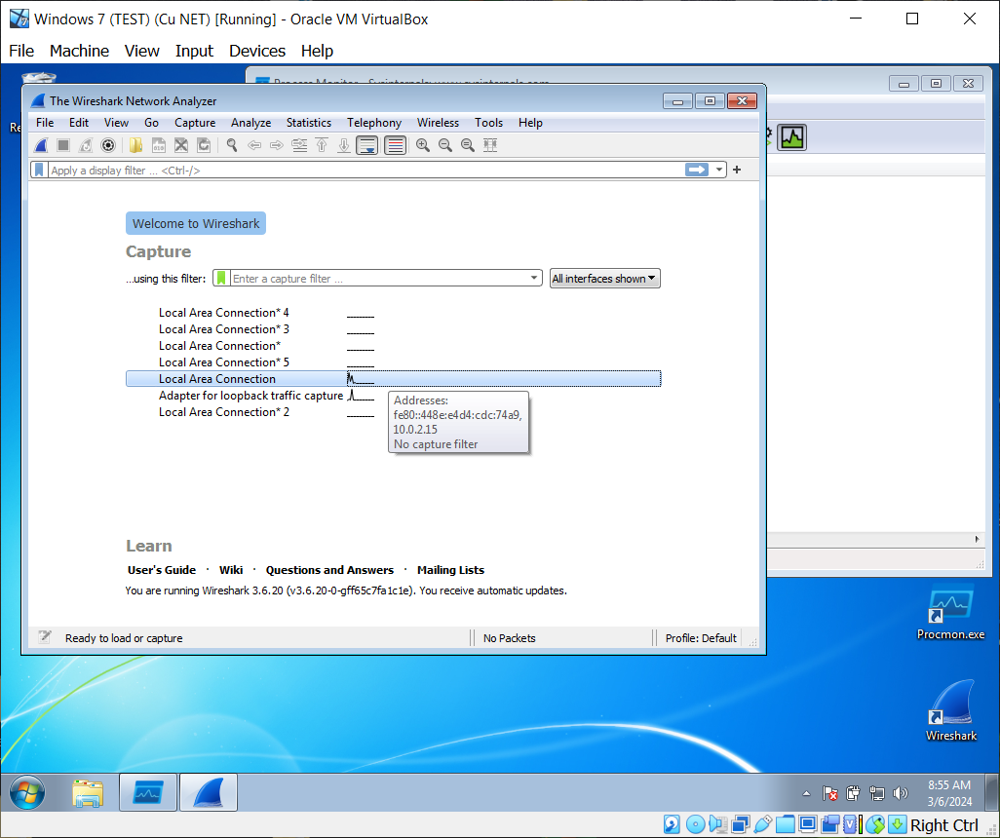 Windows 7 (TEST) (Cu NET) [Running] - Oracle VM VirtualBox
File Machine View Input Devices Help
Process Monitor - Sysinternals: www.sysinternals.com
The Wireshark Network Analyzer
File Edit View Go Capture Analyze Statistics Telephony Wireless Tools Help
Apply a display filter ... <Ctrl-/>
Welcome to Wireshark
Capture
...using this filter: Enter a capture filter ... All interfaces shown
Local Area Connection* 4
Local Area Connection* 3
Local Area Connection*
Local Area Connection* 5
Local Area Connection
Adapter for loopback traffic capture
Local Area Connection* 2
Addresses:
fe80::448e:e4d4:cdc:74a9,
10.0.2.15
No capture filter
Learn
User's Guide · Wiki · Questions and Answers · Mailing Lists
You are running Wireshark 3.6.20 (v3.6.20-0-gff65c7fa1c1e). You receive automatic updates.
Ready to load or capture No Packets Profile: Default
Procmon.exe
Wireshark
8:55 AM
3/6/2024
Right Ctrl